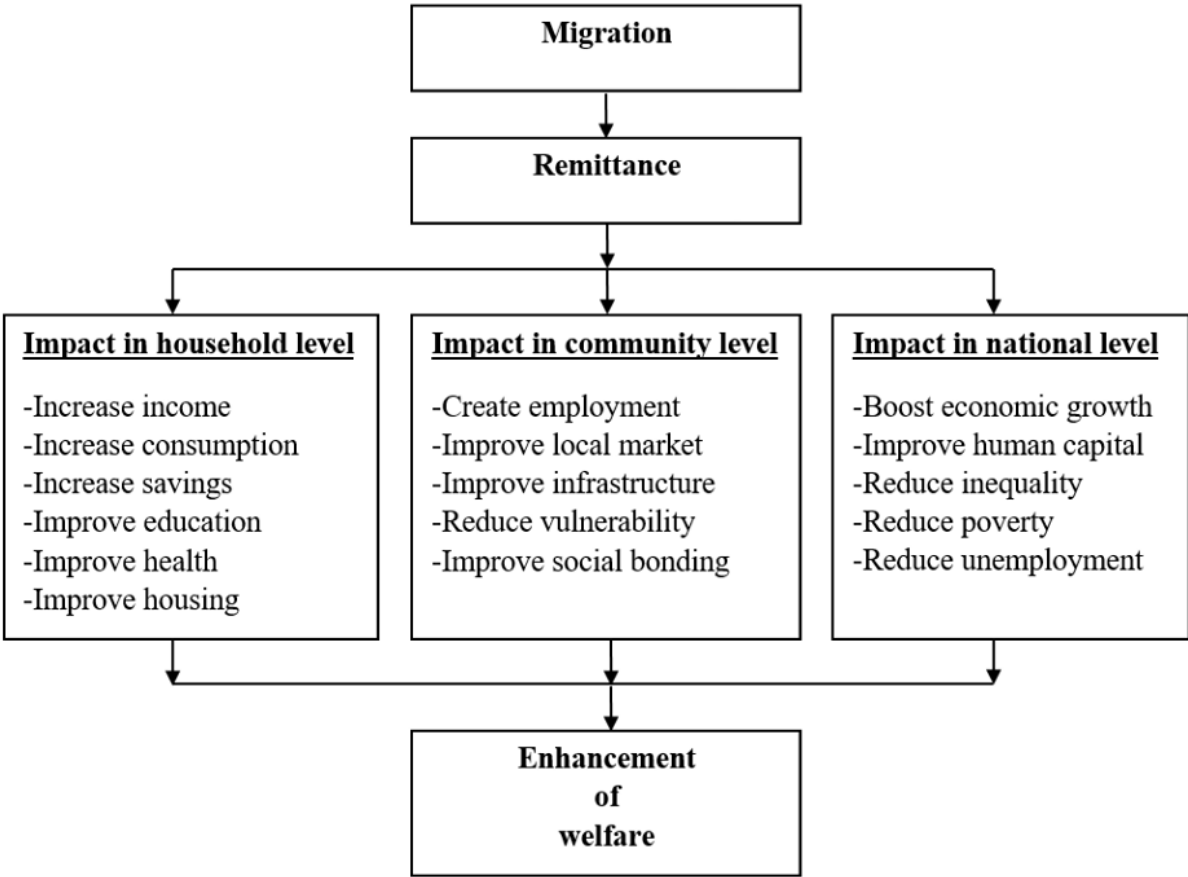 Migration
Remittance
Impact in household level
-Increase income
-Increase consumption
-Increase savings
-Improve education
-Improve health
-Improve housing
Impact in community level
-Create employment
-Improve local market
-Improve infrastructure
-Reduce vulnerability
-Improve social bonding
Impact in national level
-Boost economic growth
-Improve human capital
-Reduce inequality
-Reduce poverty
-Reduce unemployment
Enhancement
of
welfare